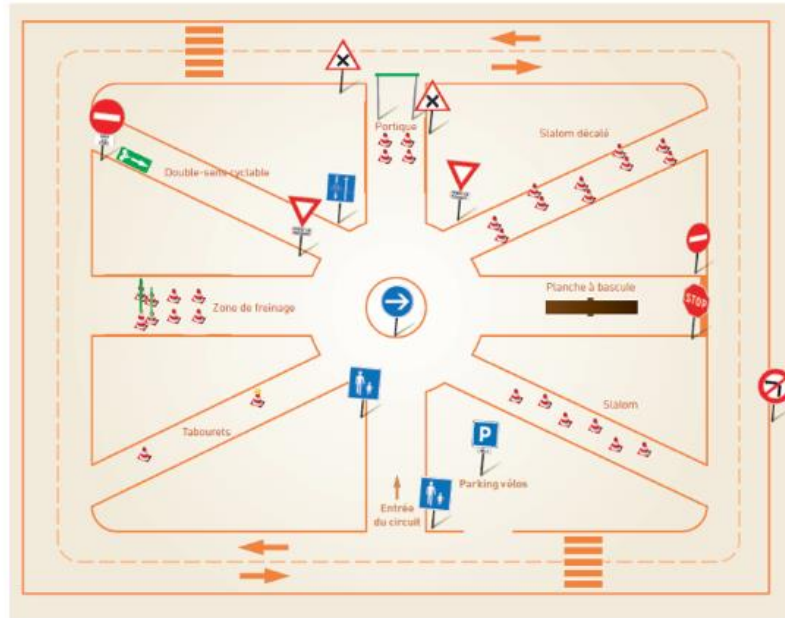 Portique
Slalom décalé
Double-sens cyclable
Planche à bascule
STOP
Zone de freinage
Slalom
Tabourets
P
Parking vélos
Entrée
du circuit